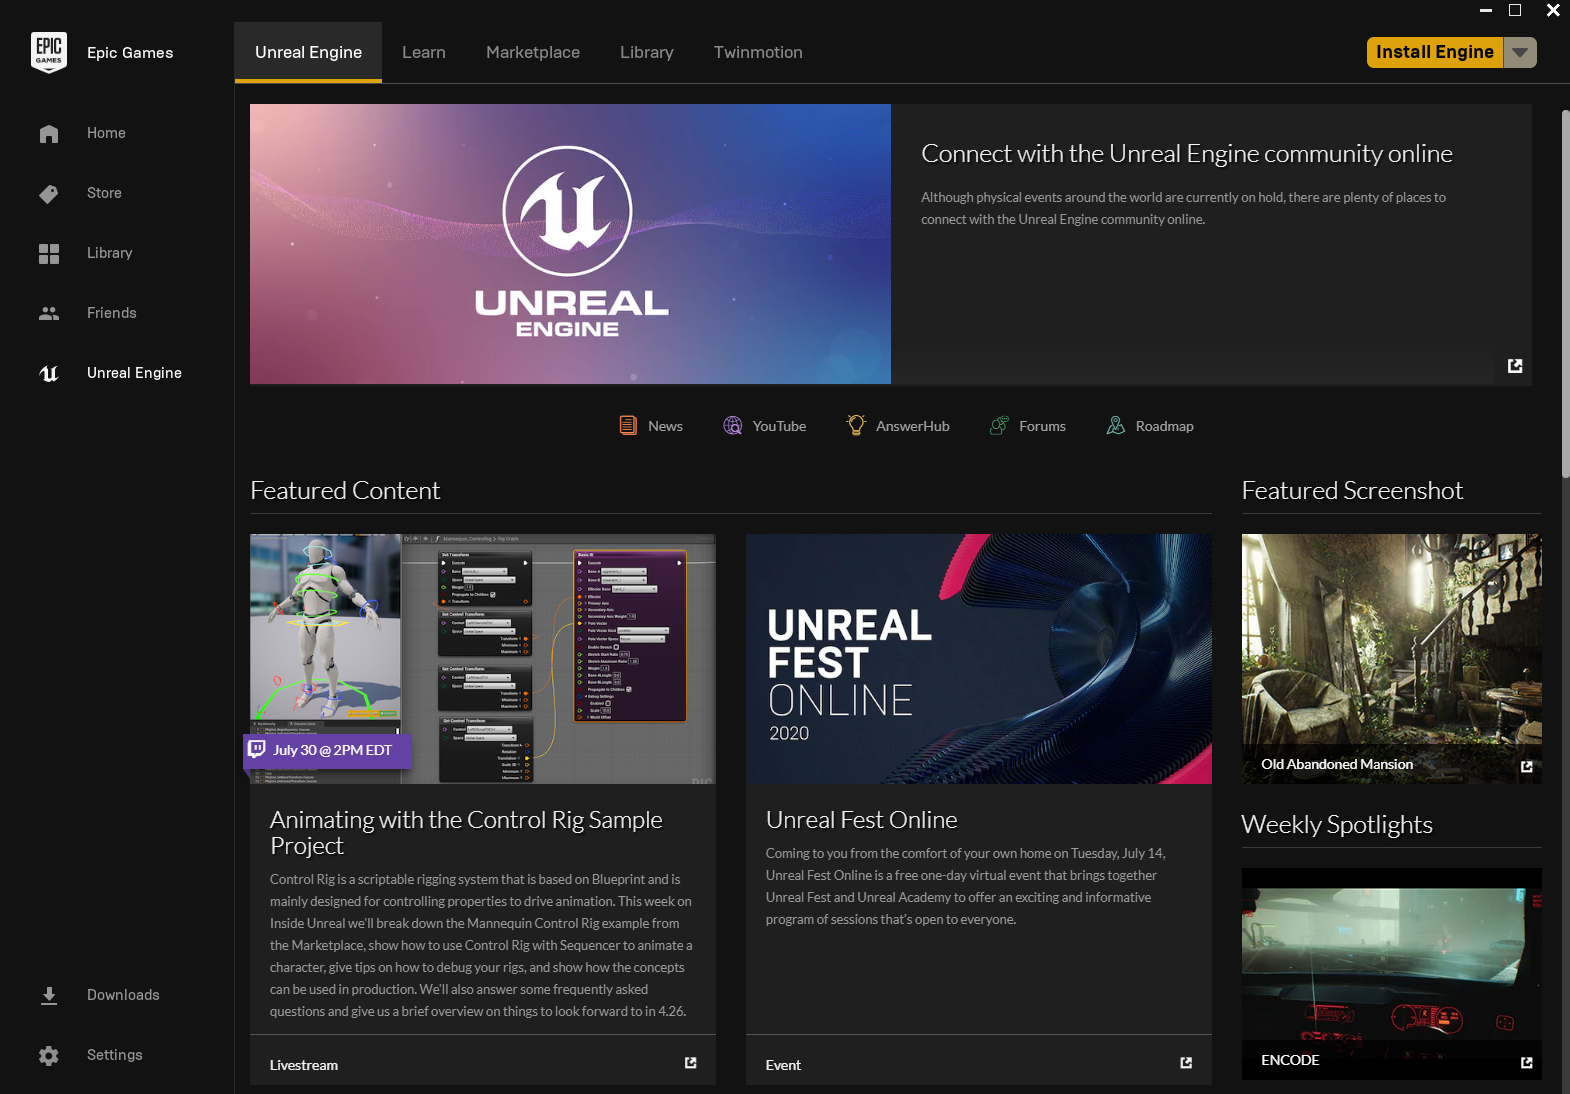 EPIC
GAMES
Epic Games
Unreal Engine
Learn
Marketplace
Library
Twinmotion
Install Engine
Home
Store
Library
Friends
Unreal Engine
UNREAL
ENGINE
Connect with the Unreal Engine community online
Although physical events around the world are currently on hold, there are plenty of places to
connect with the Unreal Engine community online.
News
YouTube
AnswerHub
Forums
Roadmap
Featured Content
Featured Screenshot
July 30 @ 2PM EDT
UNREAL
FEST
ONLINE
2020
Old Abandoned Mansion
Animating with the Control Rig Sample
Project
Control Rig is a scriptable rigging system that is based on Blueprint and is
mainly designed for controlling properties to drive animation. This week on
Inside Unreal we'll break down the Mannequin Control Rig example from
the Marketplace, show how to use Control Rig with Sequencer to animate a
character, give tips on how to debug your rigs, and show how the concepts
can be used in production. We'll also answer some frequently asked
questions and give us a brief overview on things to look forward to in 4.26.
Livestream
Unreal Fest Online
Coming to you from the comfort of your own home on Tuesday, July 14,
Unreal Fest Online is a free one-day virtual event that brings together
Unreal Fest and Unreal Academy to offer an exciting and informative
program of sessions that's open to everyone.
Event
Weekly Spotlights
ENCODE
Downloads
Settings